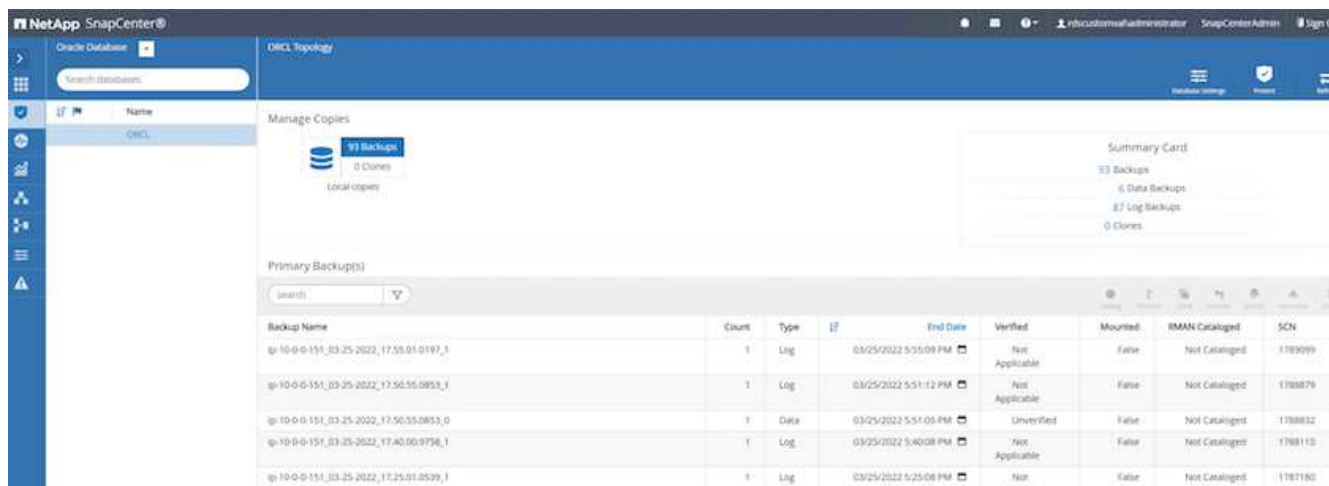 NetApp SnapCenter®
rdscustomval\administrator SnapCenterAdmin Sign
Oracle Database
ORCL Topology
Search databases
Database Settings Protect
Name
ORCL
Manage Copies
93 Backups
0 Clones
Local copies
Summary Card
93 Backups
6 Data Backups
87 Log Backups
0 Clones
Primary Backup(s)
search
Backup Name Count Type End Date Verified Mounted RMAN Cataloged SCN
ip-10-0-0-151_03-25-2022_17.55.01.0197_1 1 Log 03/25/2022 5:55:09 PM Not Applicable False Not Cataloged 1789099
ip-10-0-0-151_03-25-2022_17.50.55.0853_1 1 Log 03/25/2022 5:51:12 PM Not Applicable False Not Cataloged 1788879
ip-10-0-0-151_03-25-2022_17.50.55.0853_0 1 Data 03/25/2022 5:51:05 PM Unverified False Not Cataloged 1788832
ip-10-0-0-151_03-25-2022_17.40.00.9758_1 1 Log 03/25/2022 5:40:08 PM Not Applicable False Not Cataloged 1788110
ip-10-0-0-151_03-25-2022_17.25.01.0539_1 1 Log 03/25/2022 5:25:08 PM Not False Not Cataloged 1787180